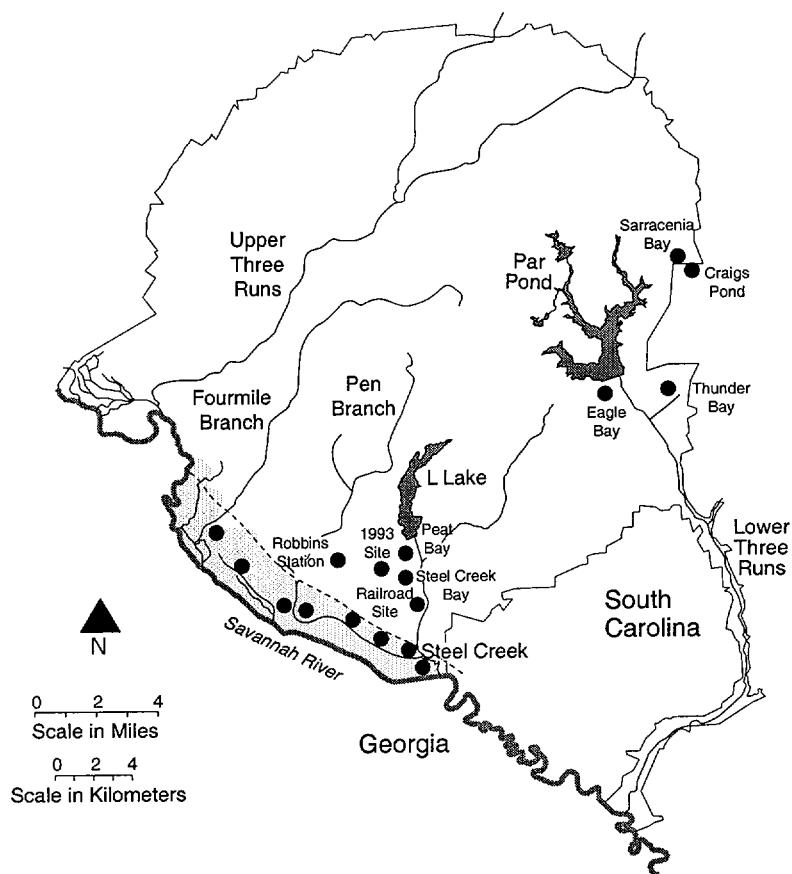 Sarracenia
Bay
Craigs
Pond
Upper
Three
Runs
Par
Pond
Fourmile
Branch
Pen
Branch
Thunder
Bay
Eagle
Bay
L Lake
1993
Site
Peat
Bay
Robbins
Station
Steel Creek
Bay
Railroad
Site
Lower
Three
Runs
South
Carolina
Steel Creek
Savannah River
N
Georgia
0 2 4
Scale in Miles
0 2 4
Scale in Kilometers